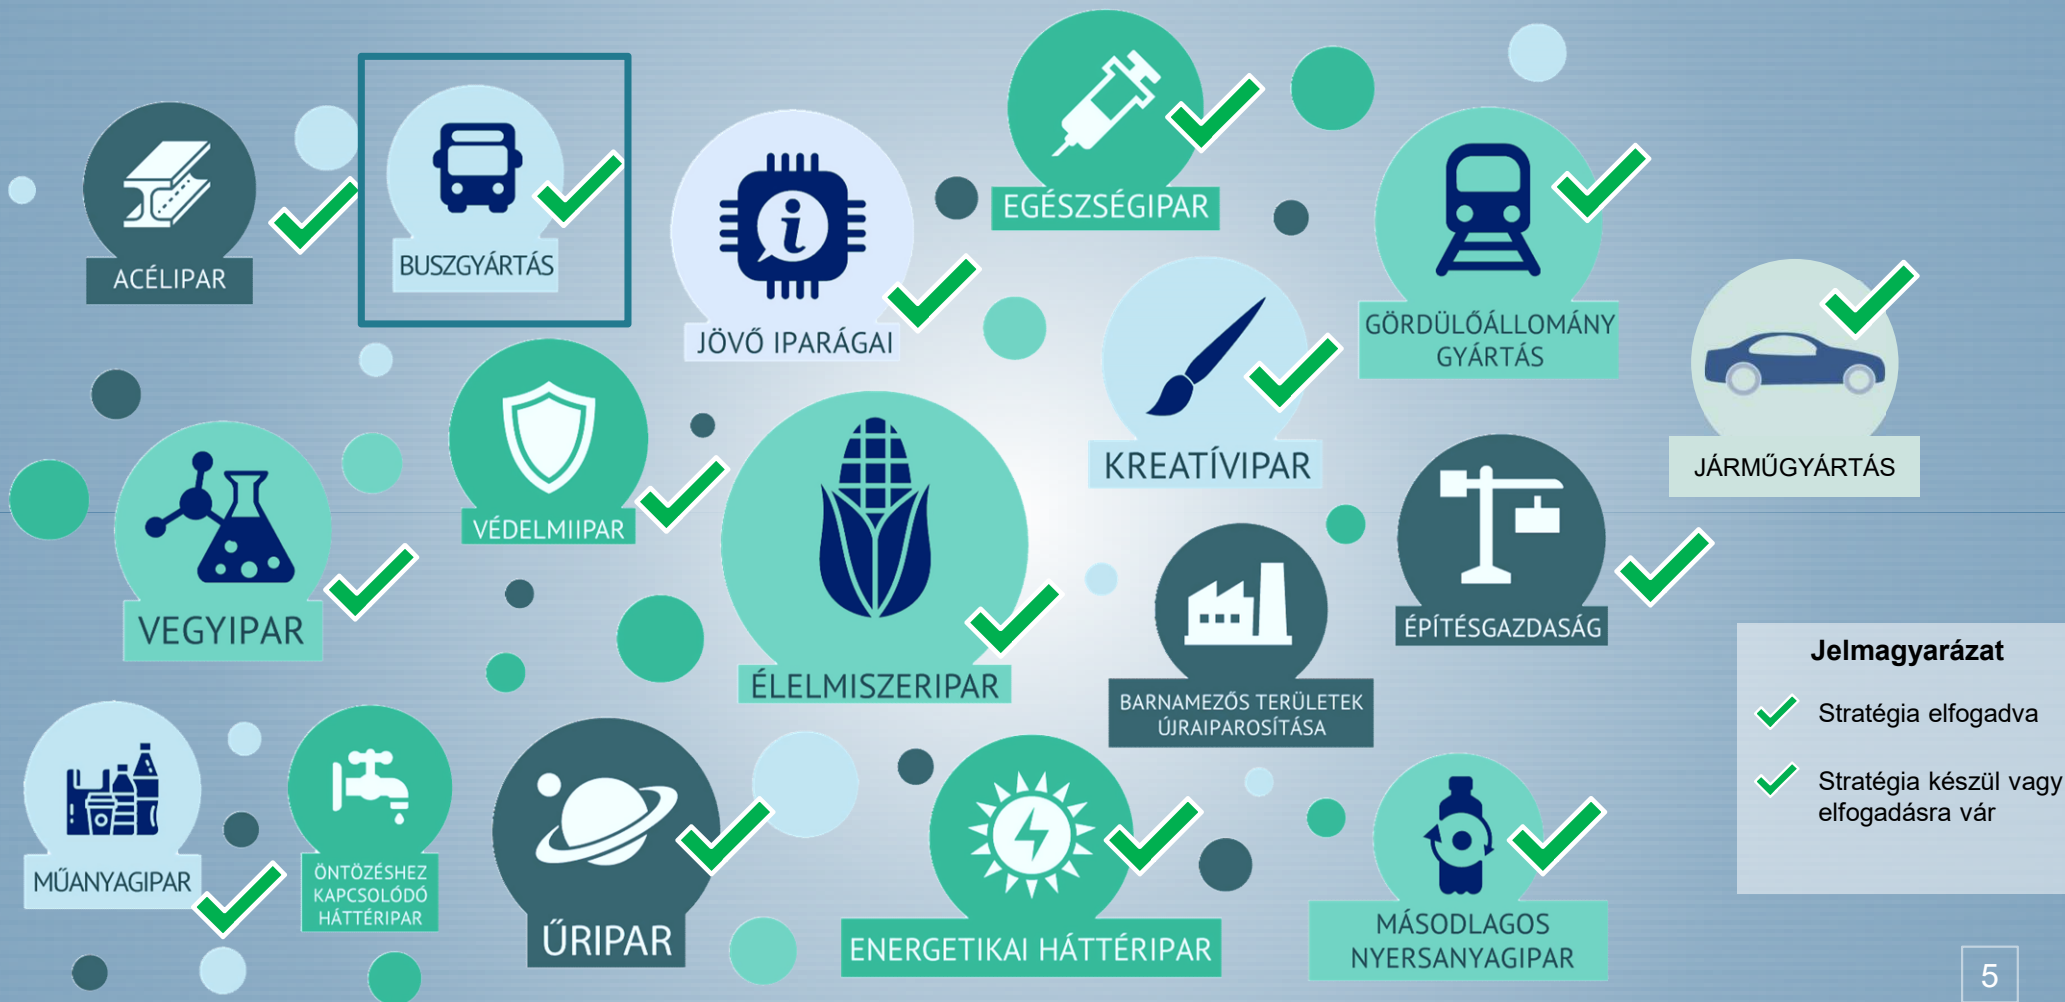 ACÉLIPAR
BUSZGYÁRTÁS
JÖVŐ IPARÁGAI
EGÉSZSÉGIPAR
GÖRDÜLŐÁLLOMÁNY
GYÁRTÁS
JÁRMŰGYÁRTÁS
VEGYIPAR
VÉDELMIIPAR
ÉLELMISZERIPAR
KREATÍVIPAR
BARNAMEZŐS TERÜLETEK
ÚJRAIPAROSÍTÁSA
ÉPÍTÉSGAZDASÁG
MŰANYAGIPAR
ÖNTÖZÉSHEZ
KAPCSOLÓDÓ
HÁTTÉRIPAR
ŰRIPAR
ENERGETIKAI HÁTTÉRIPAR
MÁSODLAGOS
NYERSANYAGIPAR
Jelmagyarázat
Stratégia elfogadva
Stratégia készül vagy
elfogadásra vár
5